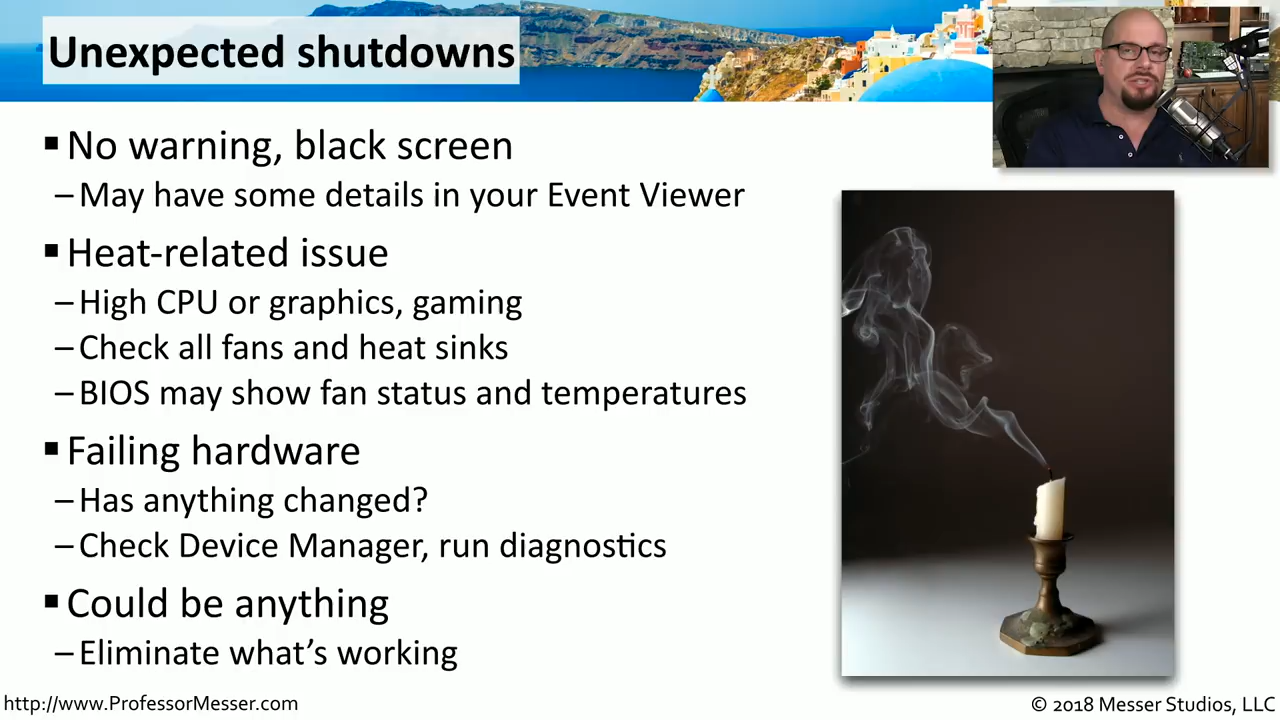 Unexpected shutdowns
▪ No warning, black screen
– May have some details in your Event Viewer
▪ Heat-related issue
– High CPU or graphics, gaming
– Check all fans and heat sinks
– BIOS may show fan status and temperatures
▪ Failing hardware
– Has anything changed?
– Check Device Manager, run diagnostics
▪ Could be anything
– Eliminate what's working
http://www.ProfessorMesser.com
© 2018 Messer Studios, LLC